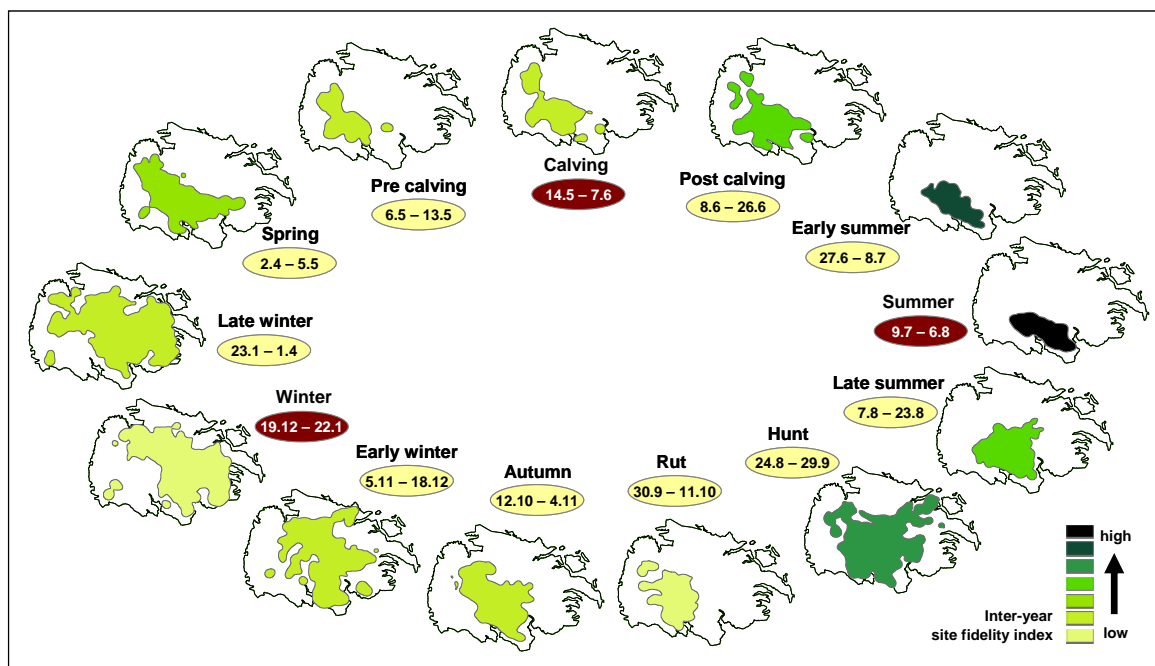 Calving
14.5 – 7.6
Post calving
8.6 – 26.6
Early summer
27.6 – 8.7
Summer
9.7 – 6.8
Late summer
7.8 – 23.8
Hunt
24.8 – 29.9
Rut
30.9 – 11.10
Autumn
12.10 – 4.11
Early winter
5.11 – 18.12
Winter
19.12 – 22.1
Late winter
23.1 – 1.4
Spring
2.4 – 5.5
Pre calving
6.5 – 13.5
high
Inter-year
site fidelity index
low